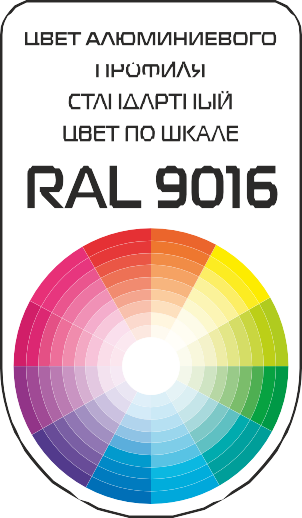 ЦВЕТ АЛЮМИНИЕВОГО
ПРОФИЛЯ
СТАНДАРТНЫЙ
ЦВЕТ ПО ШКАЛЕ
RAL 9016